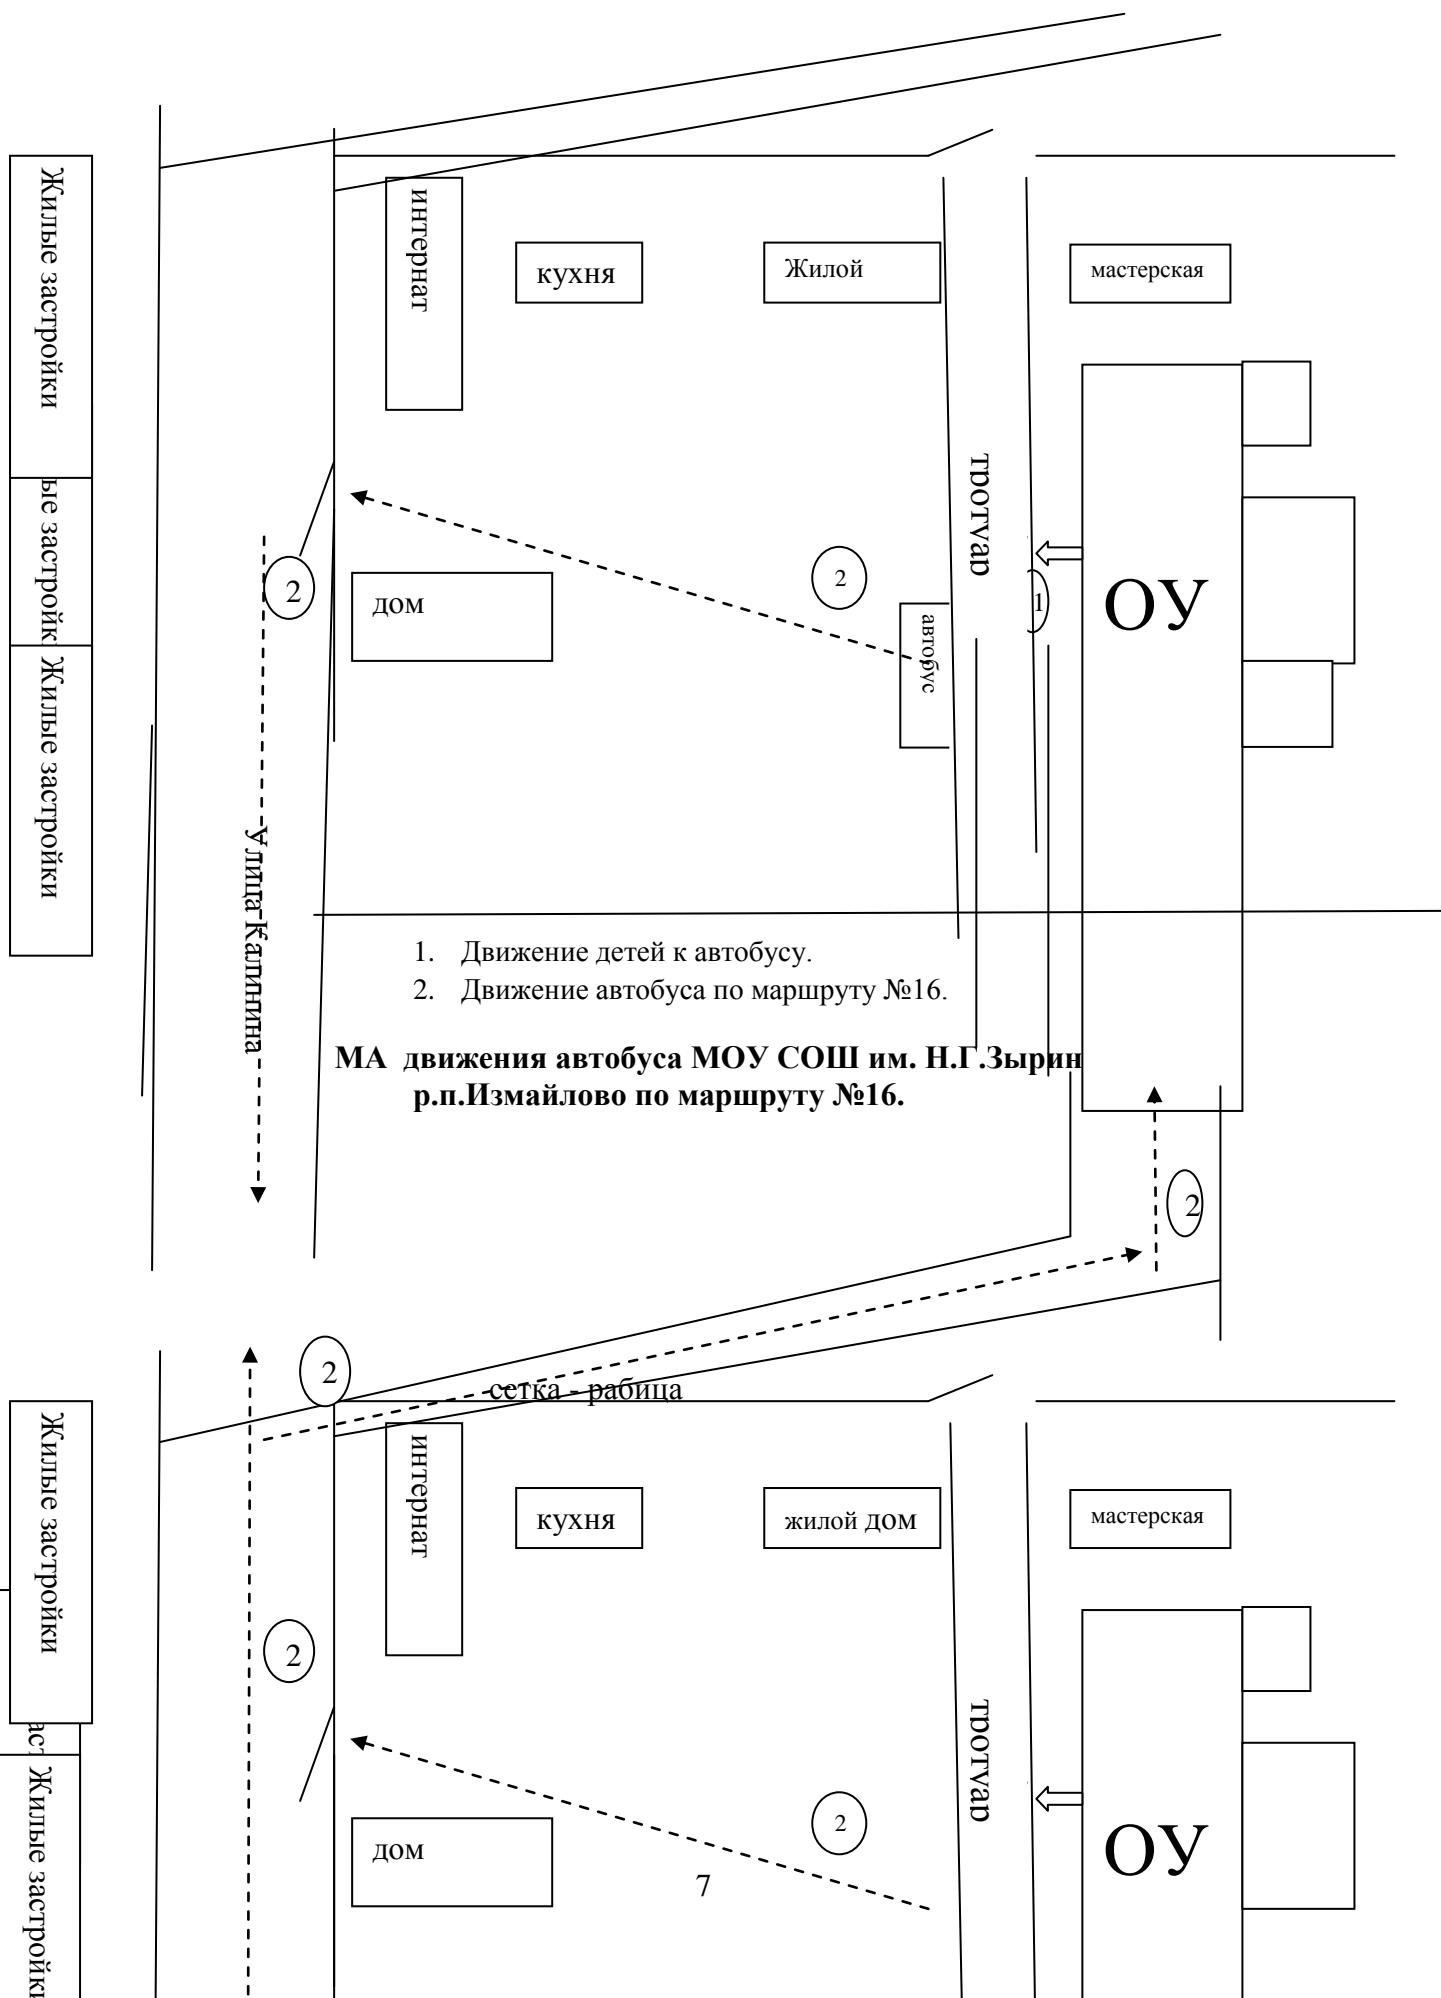 Жилые застройки
интернат
кухня
Жилой
мастерская
ые застройк
тротуар
2
2
1
ОУ
дом
автобус
Жилые застройки
Улица Калинина
1. Движение детей к автобусу.
2. Движение автобуса по маршруту №16.
МА движения автобуса МОУ СОШ им. Н.Г.Зырин
р.п.Измайлово по маршруту №16.
2
2
сетка - рабица
Жилые застройки
интернат
кухня
жилой дом
мастерская
2
тротуар
аст
Жилые застройки
2
ОУ
дом
7